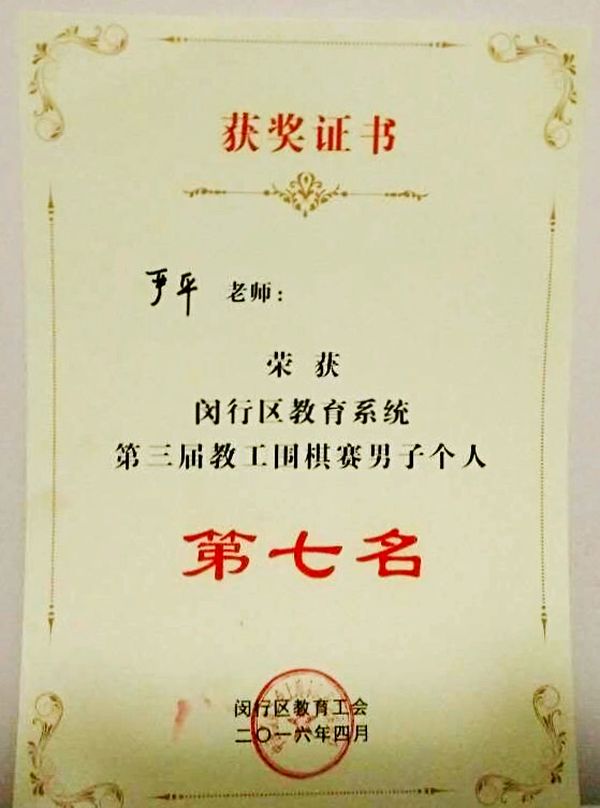 获奖证书
严平 老师：
荣获
闵行区教育系统
第三届教工围棋赛男子个人
第七名
闵行区教育工会
二〇一六年四月